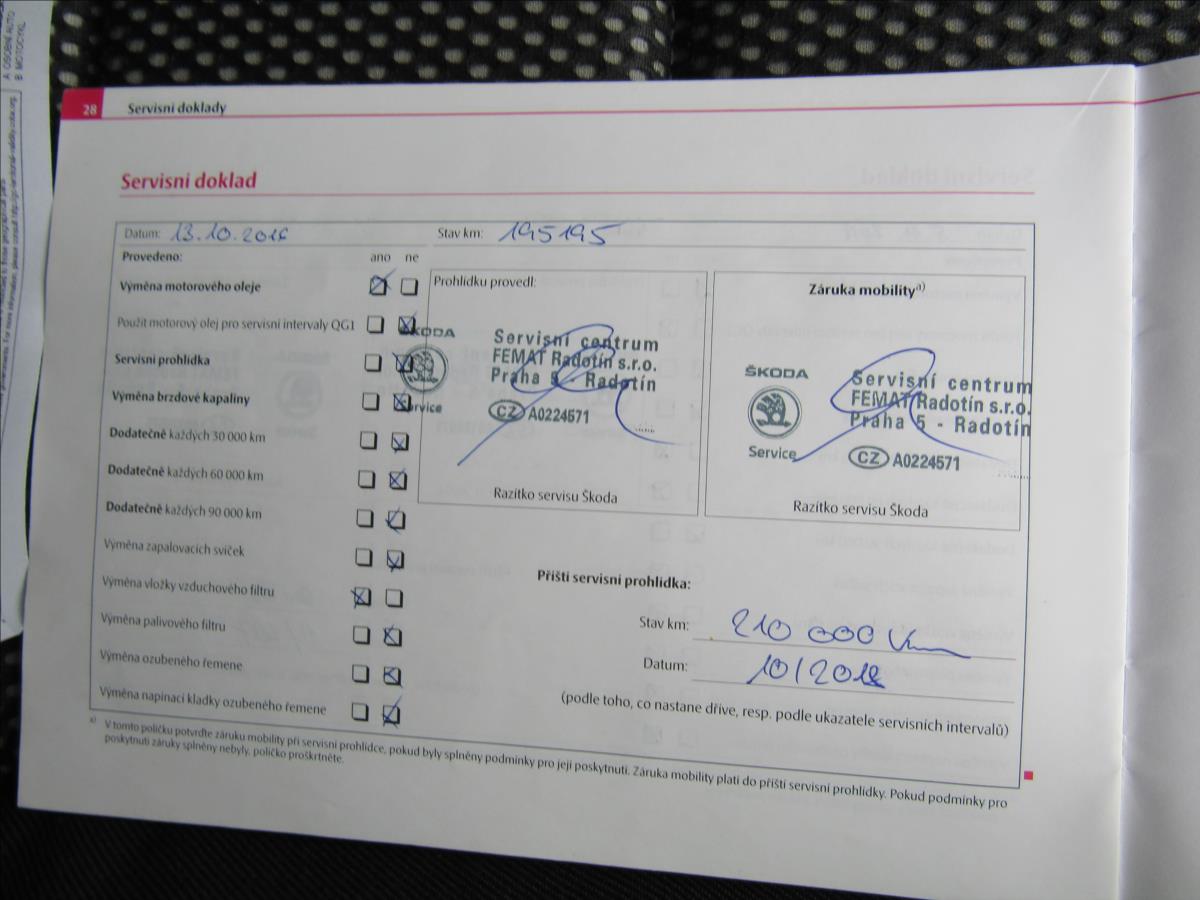 A OSOBNÍ AUTO
B MOTOCYKL
28 Servisní doklady
Servisní doklad
Datum: 13.10.2016 Stav km: 195195
Provedeno: ano ne
Výměna motorového oleje
Použit motorový olej pro servisní intervaly QG1
Servisní prohlídka
Výměna brzdové kapaliny
Dodatečně každých 30 000 km
Dodatečně každých 60 000 km
Dodatečně každých 90 000 km
Výměna zapalovacích svíček
Výměna vložky vzduchového filtru
Výměna palivového filtru
Výměna ozubeného řemene
Výměna napínací kladky ozubeného řemene
Prohlídku provedl:
ŠKODA
Service
Servisní centrum
FEMAT Radotín s.r.o.
Praha 5 - Radotín
CZ A0224571
Razítko servisu Škoda
Záruka mobility a)
ŠKODA
Service
Servisní centrum
FEMAT Radotín s.r.o.
Praha 5 - Radotín
CZ A0224571
Razítko servisu Škoda
Příští servisní prohlídka:
Stav km: 210 000 km
Datum: 10/2018
(podle toho, co nastane dříve, resp. podle ukazatele servisních intervalů)
a) V tomto políčku potvrďte záruku mobility při servisní prohlídce, pokud byly splněny podmínky pro její poskytnutí. Záruka mobility platí do příští servisní prohlídky. Pokud podmínky pro
poskytnutí záruky splněny nebyly, políčko proškrtněte.